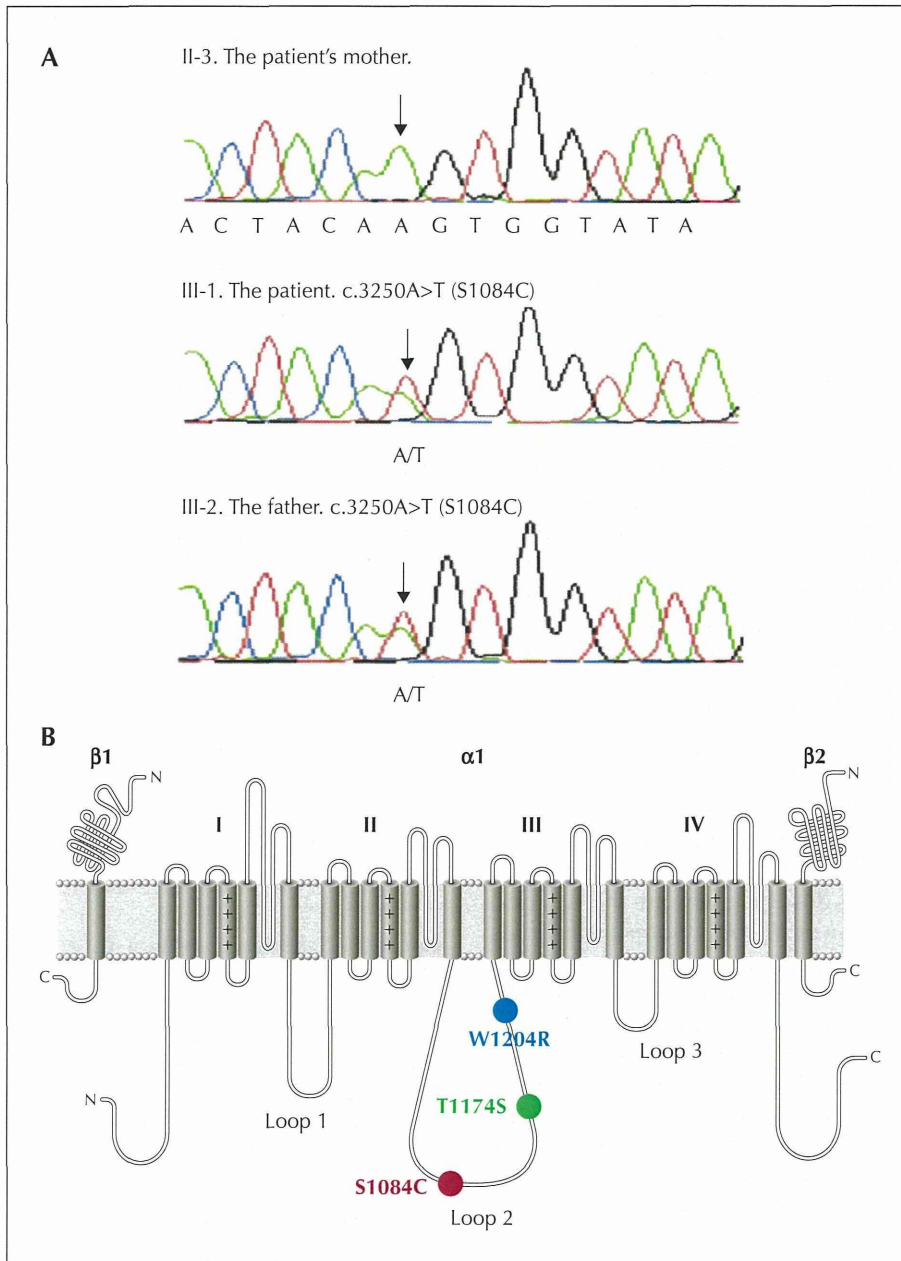 A
II-3. The patient's mother.
A C T A C A A G T G G T A T A
III-1. The patient. c.3250A>T (S1084C)
A/T
III-2. The father. c.3250A>T (S1084C)
A/T
B
β1 α1 β2
N N
I II III IV
+ + + +
+ + + +
+ + + +
+ + + +
C C
W1204R
Loop 3
C
T1174S
N
Loop 1
S1084C
Loop 2